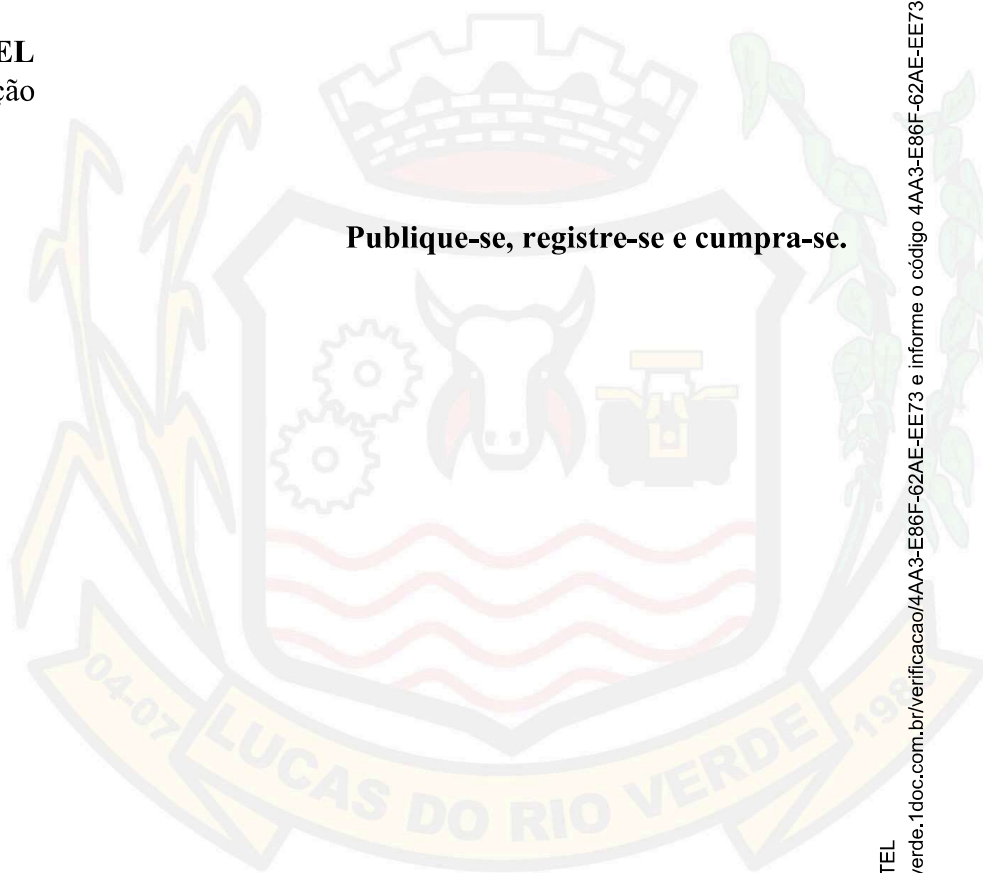 EL
ção
Publique-se, registre-se e cumpra-se.
04-07
LUCAS DO RIO VERDE
TEL
verde.1doc.com.br/verificacao/4AA3-E86F-62AE-EE73 e informe o código 4AA3-E86F-62AE-EE73